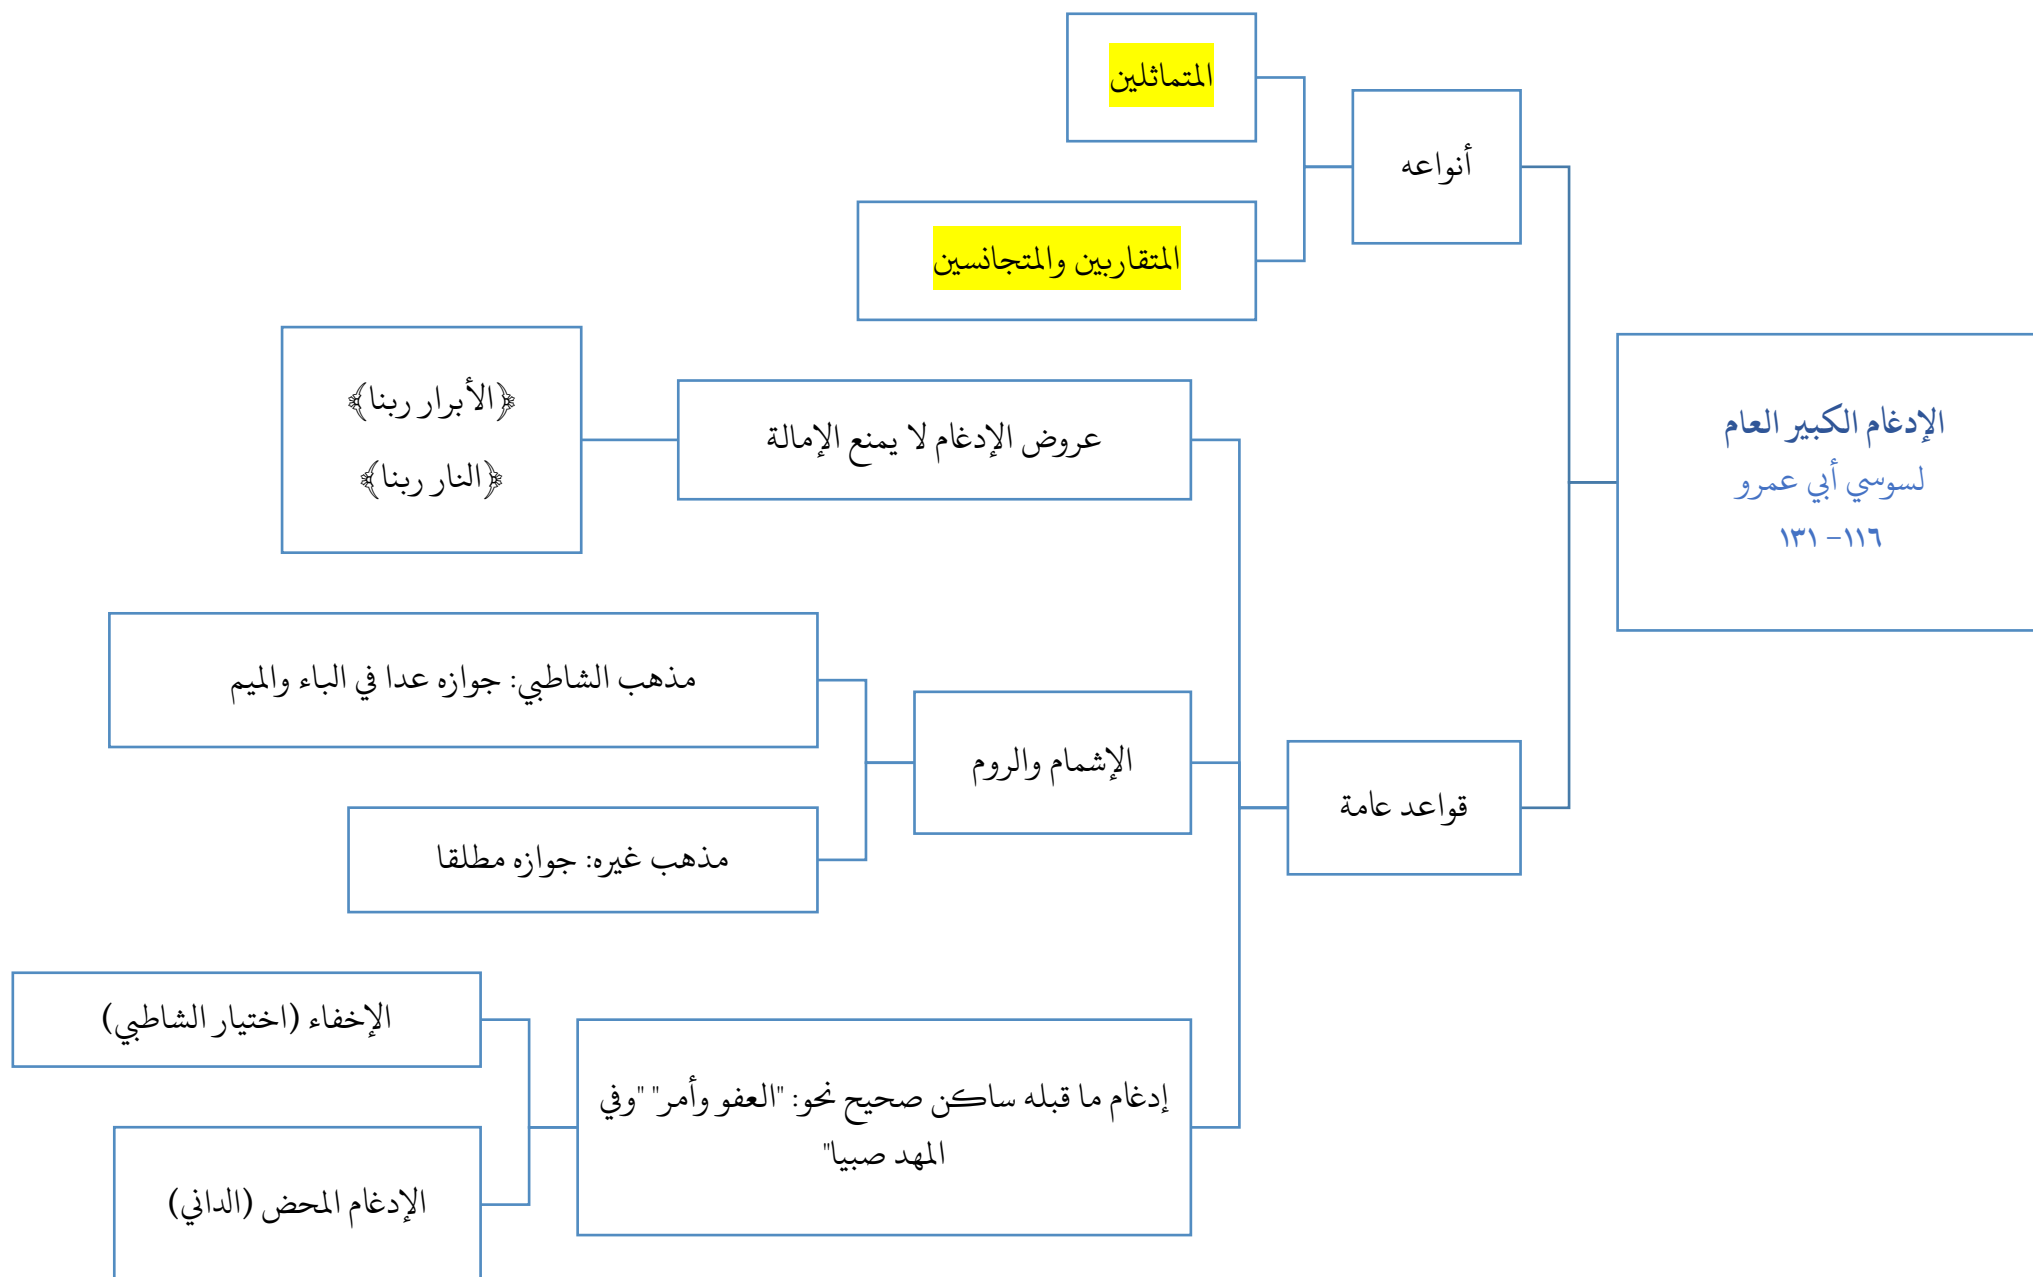 الإدغام الكبير العام
لسوسي أبي عمرو
١١٦– ١٣١
أنواعه
المتماثلين
المتقاربين والمتجانسين
قواعد عامة
عروض الإدغام لا يمنع الإمالة
﴿الأبرار ربنا﴾
﴿النار ربنا﴾
الإشمام والروم
مذهب الشاطبي: جوازه عدا في الباء والميم
مذهب غيره: جوازه مطلقا
إدغام ما قبله ساكن صحيح نحو: "العفو وأمر" "وفي
المهد صبيا"
الإخفاء (اختيار الشاطبي)
الإدغام المحض (الداني)